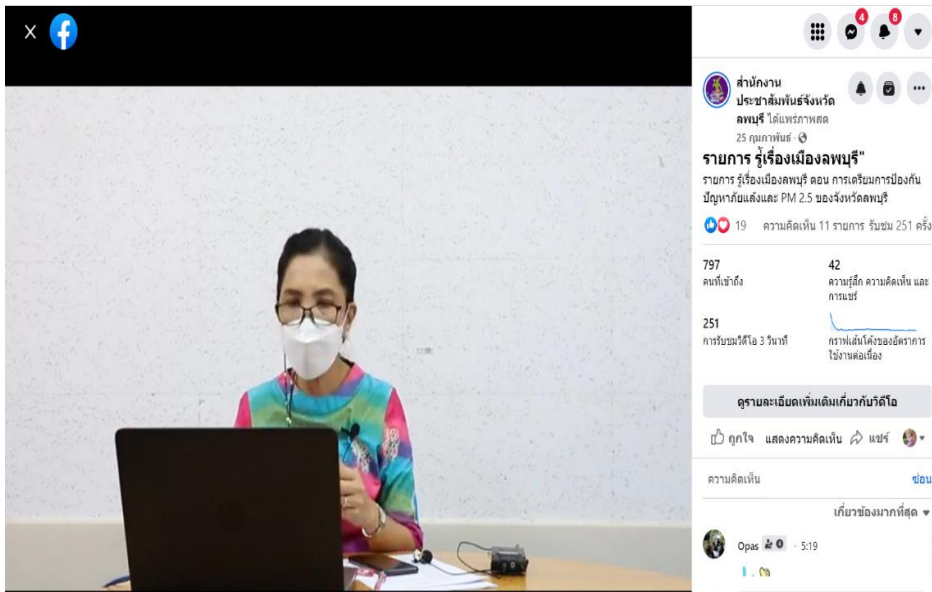 4
8
สำนักงาน
ประชาสัมพันธ์จังหวัด
ลพบุรี ได้แพร่ภาพสด
25 กุมภาพันธ์ ·
รายการ รู้เรื่องเมืองลพบุรี"
รายการ รู้เรื่องเมืองลพบุรี ตอน การเตรียมการป้องกัน
ปัญหาภัยแล้งและ PM 2.5 ของจังหวัดลพบุรี
19 ความคิดเห็น 11 รายการ รับชม 251 ครั้ง
797
คนที่เข้าถึง
42
ความรู้สึก ความคิดเห็น และ
การแชร์
251
การรับชมวิดีโอ 3 วินาที
กราฟเส้นโค้งของอัตราการ
ใช้งานต่อเนื่อง
ดูรายละเอียดเพิ่มเติมเกี่ยวกับวิดีโอ
ถูกใจ แสดงความคิดเห็น แชร์
ความคิดเห็น ซ่อน
เกี่ยวข้องมากที่สุด
Opas · 5:19